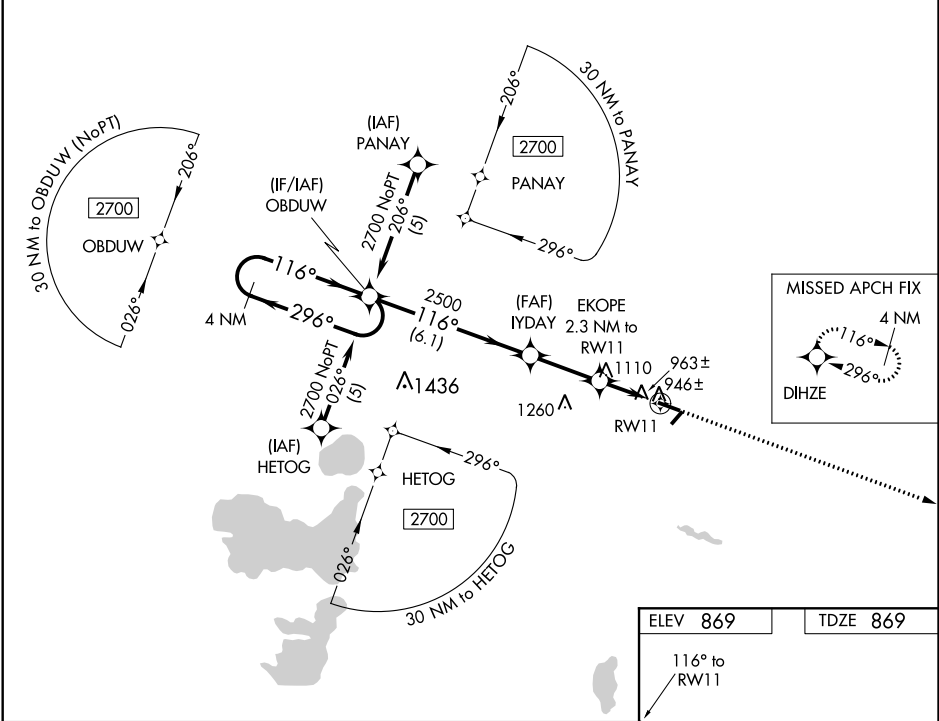 30 NM to OBDUW (NoPT)
206°
2700
OBDUW
026°
(IAF)
PANAY
2700 NoPT
206°
(5)
(IF/IAF)
OBDUW
206°
30 NM to PANAY
2700
PANAY
296°
116°
296°
4 NM
2500
116°
(6.1)
(FAF)
IYDAY
EKOPE
2.3 NM to
RW11
1110
963±
946±
1260
RW11
1436
2700 NoPT
026°
(5)
(IAF)
HETOG
296°
HETOG
2700
026°
30 NM to HETOG
MISSED APCH FIX
4 NM
116°
296°
DIHZE
ELEV 869
TDZE 869
116° to
RW11